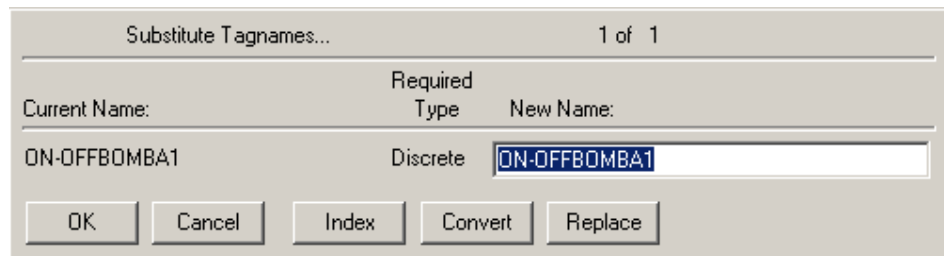 Substitute Tagnames... 1 of 1
Required
Current Name: Type New Name:
ON-OFFBOMBA1 Discrete ON-OFFBOMBA1
OK Cancel Index Convert Replace